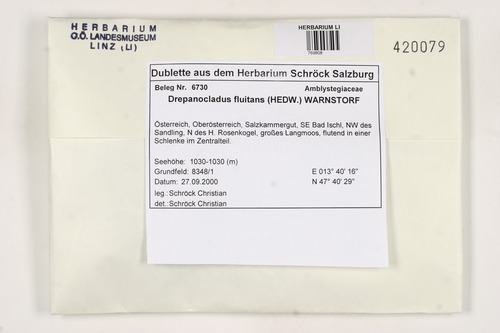 HERBARIUM
O.Ö. LANDESMUSEUM
LINZ (LI)
HERBARIUM LI
769808
420079
Dublette aus dem Herbarium Schröck Salzburg
Beleg Nr. 6730 Amblystegiaceae
Drepanocladus fluitans (HEDW.) WARNSTORF
Österreich, Oberösterreich, Salzkammergut, SE Bad Ischl, NW des
Sandling, N des H. Rosenkogel, großes Langmoos, flutend in einer
Schlenke im Zentralteil.
Seehöhe: 1030-1030 (m)
Grundfeld: 8348/1 E 013° 40' 16"
Datum: 27.09.2000 N 47° 40' 29"
leg.: Schröck Christian
det.: Schröck Christian